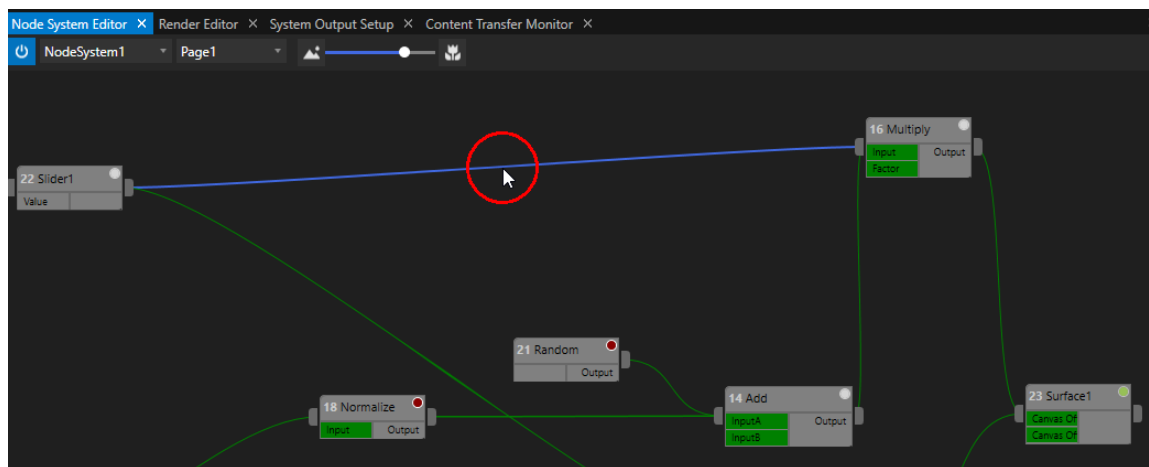 Node System Editor × Render Editor × System Output Setup × Content Transfer Monitor ×
NodeSystem1 Page1
16 Multiply
Input Output
Factor
22 Slider1
Value
21 Random
Output
18 Normalize
Input Output
14 Add
InputA Output
InputB
23 Surface1
Canvas Of
Canvas Of